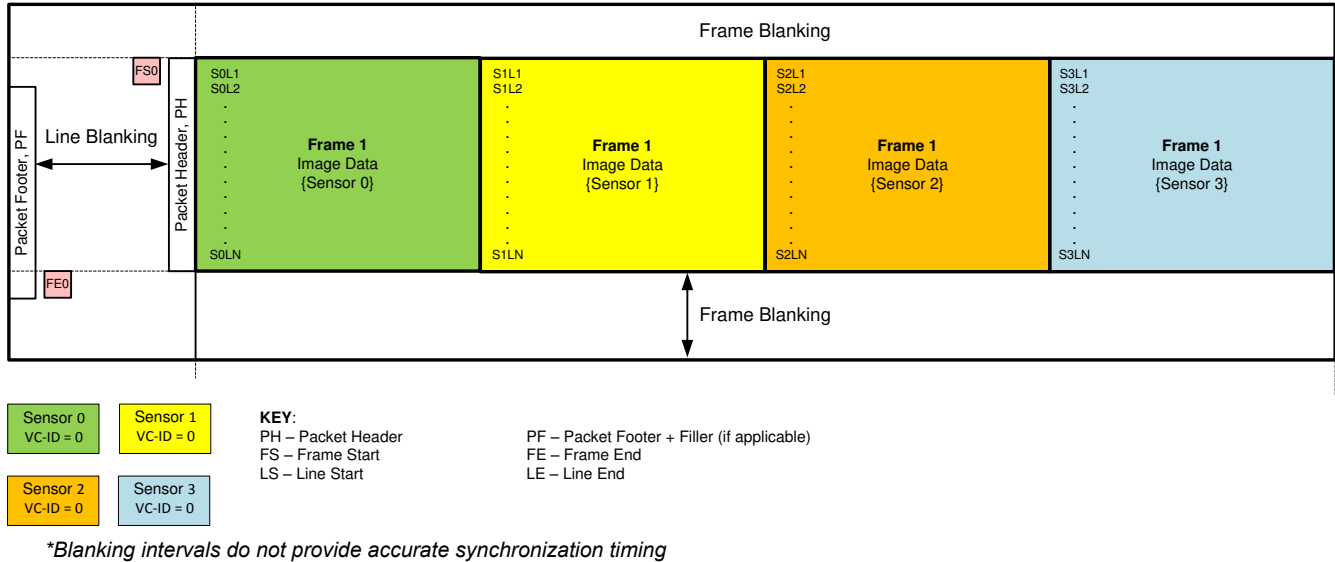 Frame Blanking
FS0
Packet Footer, PF
Line Blanking
Packet Header, PH
FE0
S0L1
S0L2
.
.
.
.
.
.
.
.
S0LN
Frame 1
Image Data
{Sensor 0}
S1L1
S1L2
.
.
.
.
.
.
.
.
S1LN
Frame 1
Image Data
{Sensor 1}
S2L1
S2L2
.
.
.
.
.
.
.
.
S2LN
Frame 1
Image Data
{Sensor 2}
S3L1
S3L2
.
.
.
.
.
.
.
.
S3LN
Frame 1
Image Data
{Sensor 3}
Frame Blanking
Sensor 0
VC-ID = 0
Sensor 1
VC-ID = 0
Sensor 2
VC-ID = 0
Sensor 3
VC-ID = 0
KEY:
PH – Packet Header
FS – Frame Start
LS – Line Start
PF – Packet Footer + Filler (if applicable)
FE – Frame End
LE – Line End
*Blanking intervals do not provide accurate synchronization timing